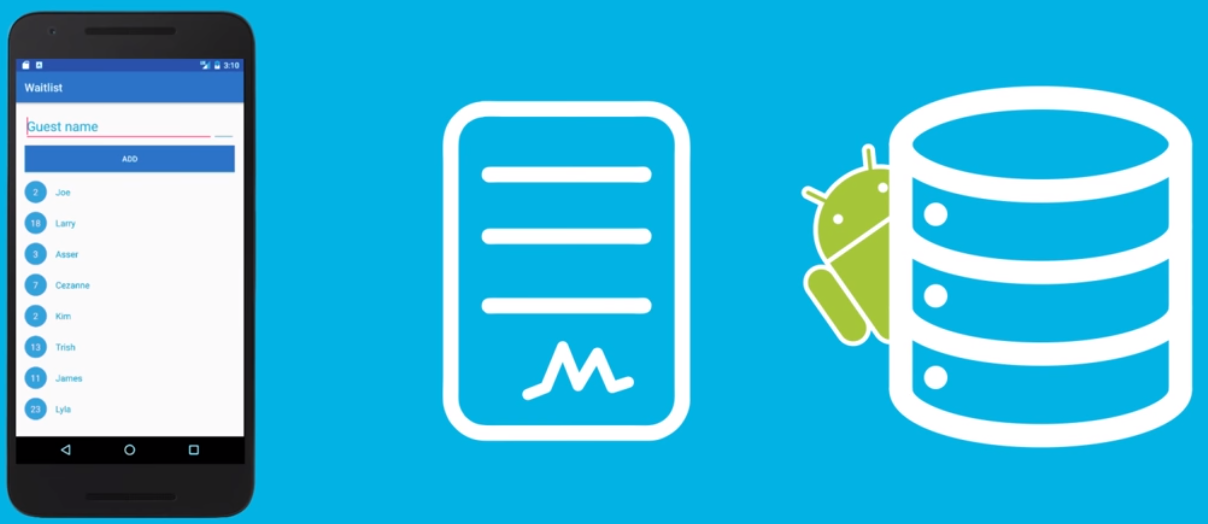 3:10
Waitlist
Guest name
ADD
2 Joe
18 Larry
3 Asser
7 Cezanne
2 Kim
13 Trish
11 James
23 Lyla